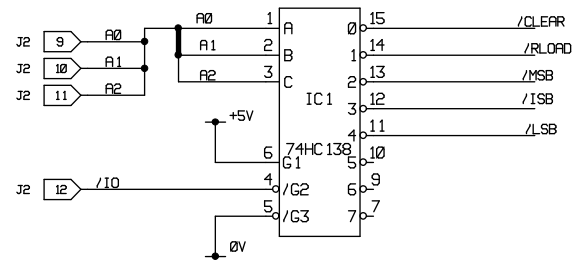 A0 1 A 0 15 /CLEAR
J2 9 A0
A1 2 B 1 14 /RLOAD
J2 10 A1
A2 3 C 2 13 /MSB
J2 11 A2
IC1 3 12 /ISB
+5V 4 11 /LSB
74HC138
6 G1 5 10
J2 12 /IO 4 /G2 6 9
5 /G3 7 7
0V